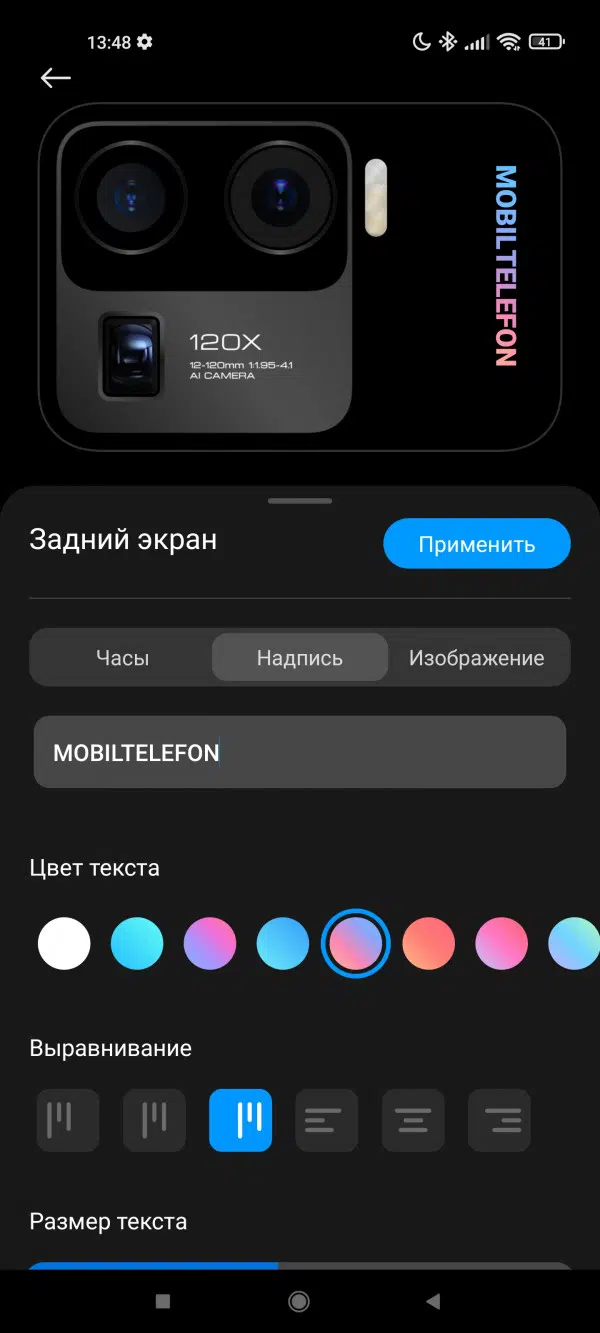 13:48
41
MOBILTELEFON
120X
12-120mm 1:1.95-4.1
AI CAMERA
Задний экран
Применить
Часы
Надпись
Изображение
MOBILTELEFON
Цвет текста
Выравнивание
Размер текста